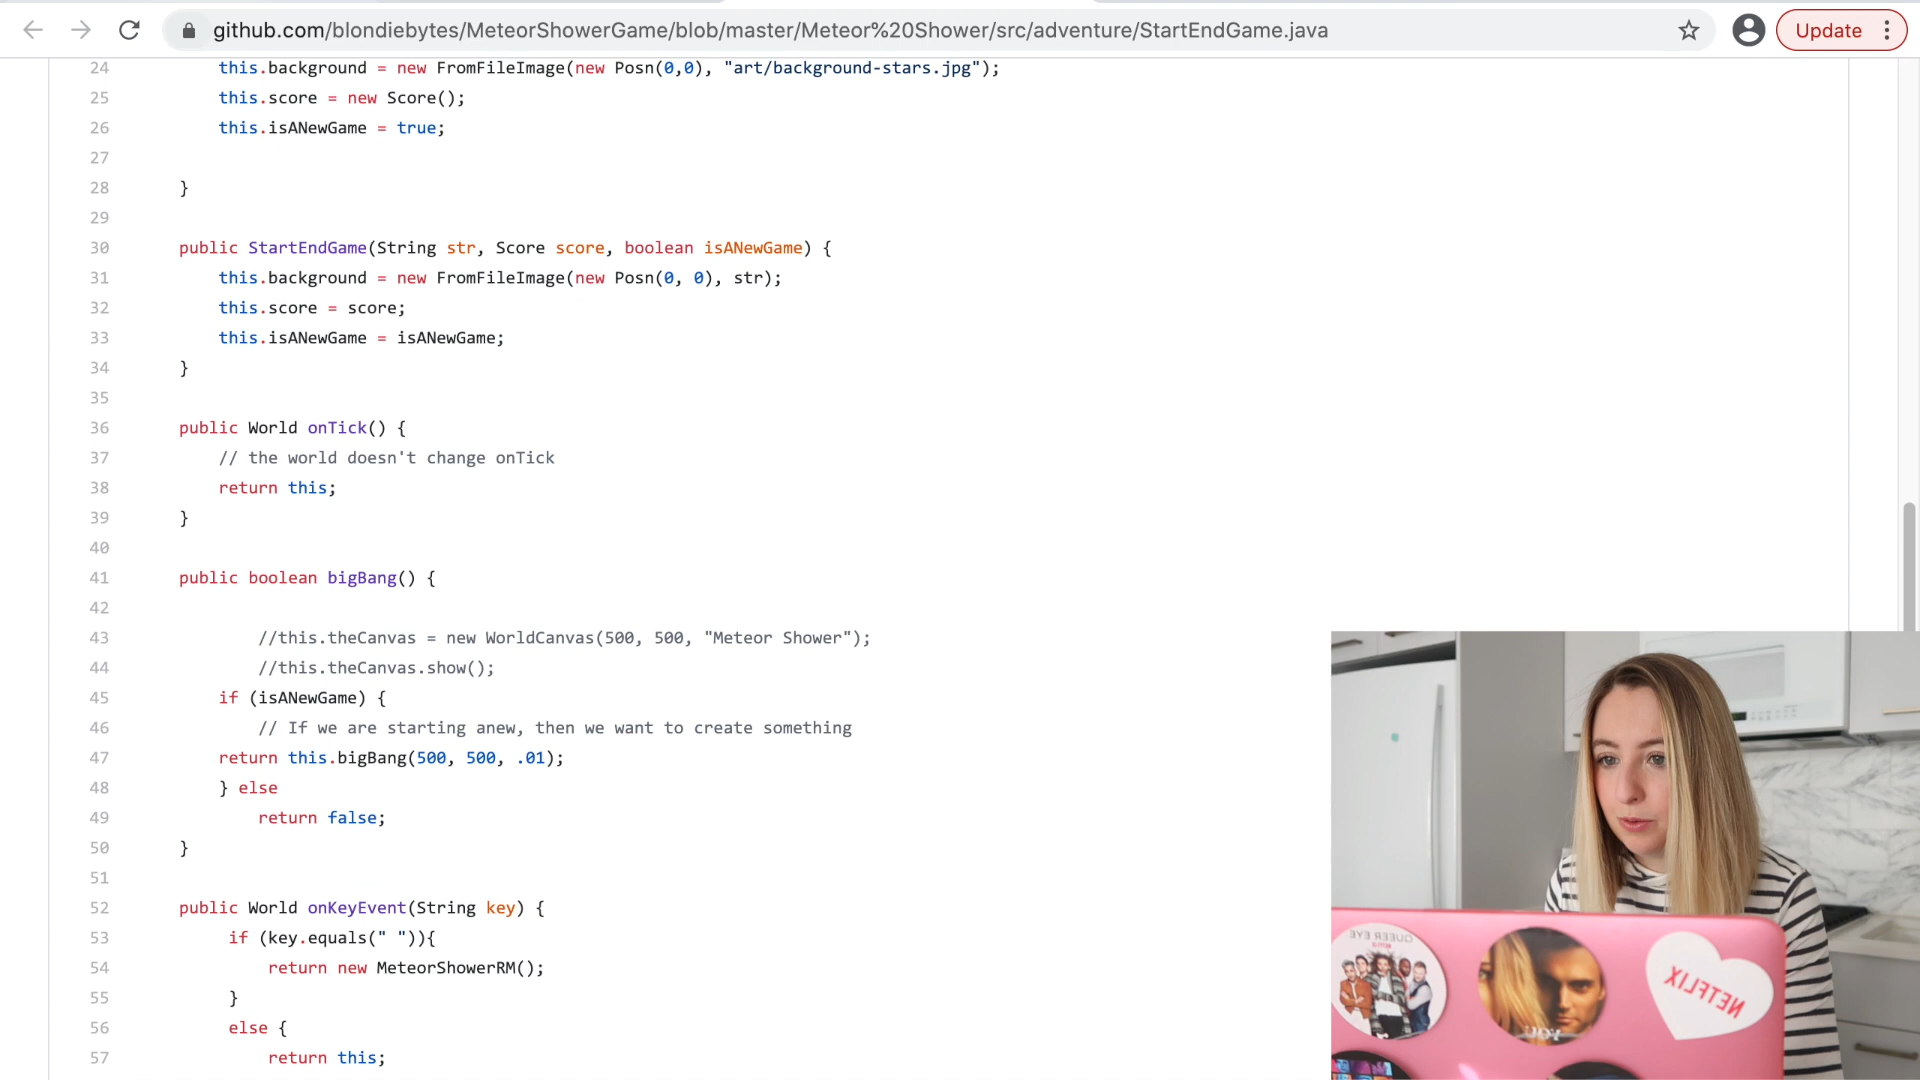 github.com/blondiebytes/MeteorShowerGame/blob/master/Meteor%20Shower/src/adventure/StartEndGame.java
Update
24 this.background = new FromFileImage(new Posn(0,0), "art/background-stars.jpg");
25 this.score = new Score();
26 this.isANewGame = true;
27
28 }
29
30 public StartEndGame(String str, Score score, boolean isANewGame) {
31 this.background = new FromFileImage(new Posn(0, 0), str);
32 this.score = score;
33 this.isANewGame = isANewGame;
34 }
35
36 public World onTick() {
37 // the world doesn't change onTick
38 return this;
39 }
40
41 public boolean bigBang() {
42
43 //this.theCanvas = new WorldCanvas(500, 500, "Meteor Shower");
44 //this.theCanvas.show();
45 if (isANewGame) {
46 // If we are starting anew, then we want to create something
47 return this.bigBang(500, 500, .01);
48 } else
49 return false;
50 }
51
52 public World onKeyEvent(String key) {
53 if (key.equals(" ")){
54 return new MeteorShowerRM();
55 }
56 else {
57 return this;
QUEER EYE
NETFLIX